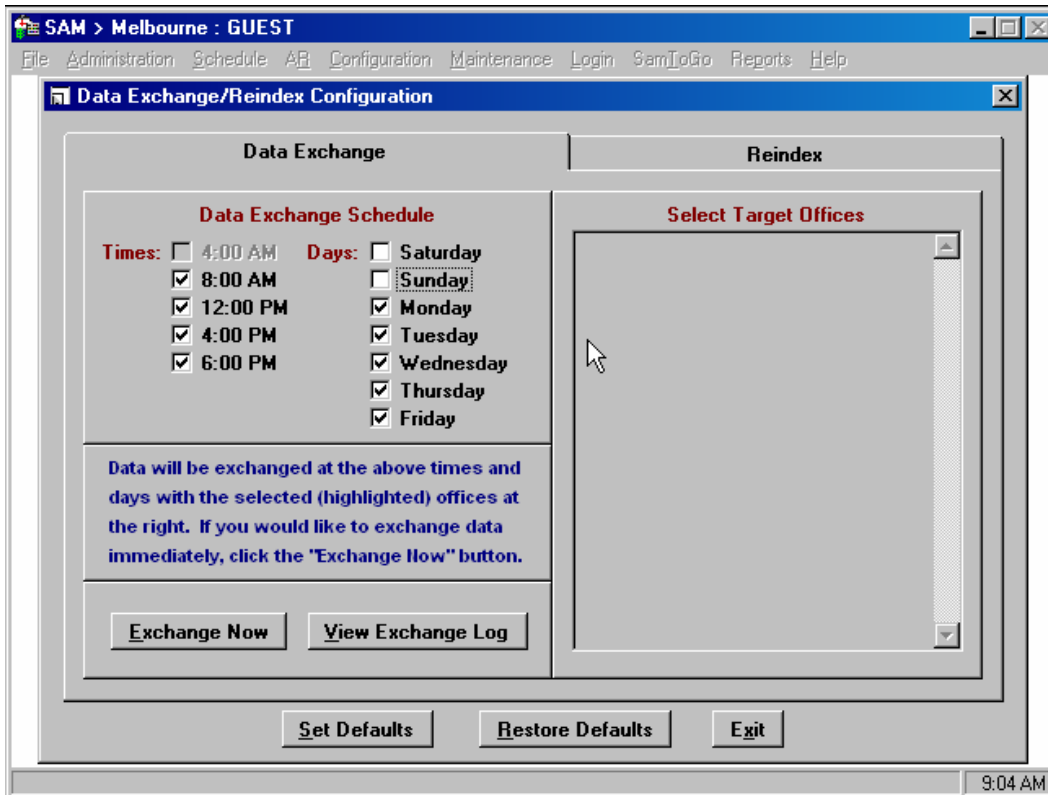 SAM > Melbourne : GUEST
File Administration Schedule AR Configuration Maintenance Login SamToGo Reports Help
Data Exchange/Reindex Configuration
Data Exchange
Reindex
Data Exchange Schedule
Times: 4:00 AM Days: Saturday
8:00 AM Sunday
12:00 PM Monday
4:00 PM Tuesday
6:00 PM Wednesday
Thursday
Friday
Data will be exchanged at the above times and
days with the selected (highlighted) offices at
the right. If you would like to exchange data
immediately, click the "Exchange Now" button.
Exchange Now View Exchange Log
Select Target Offices
Set Defaults Restore Defaults Exit
9:04 AM